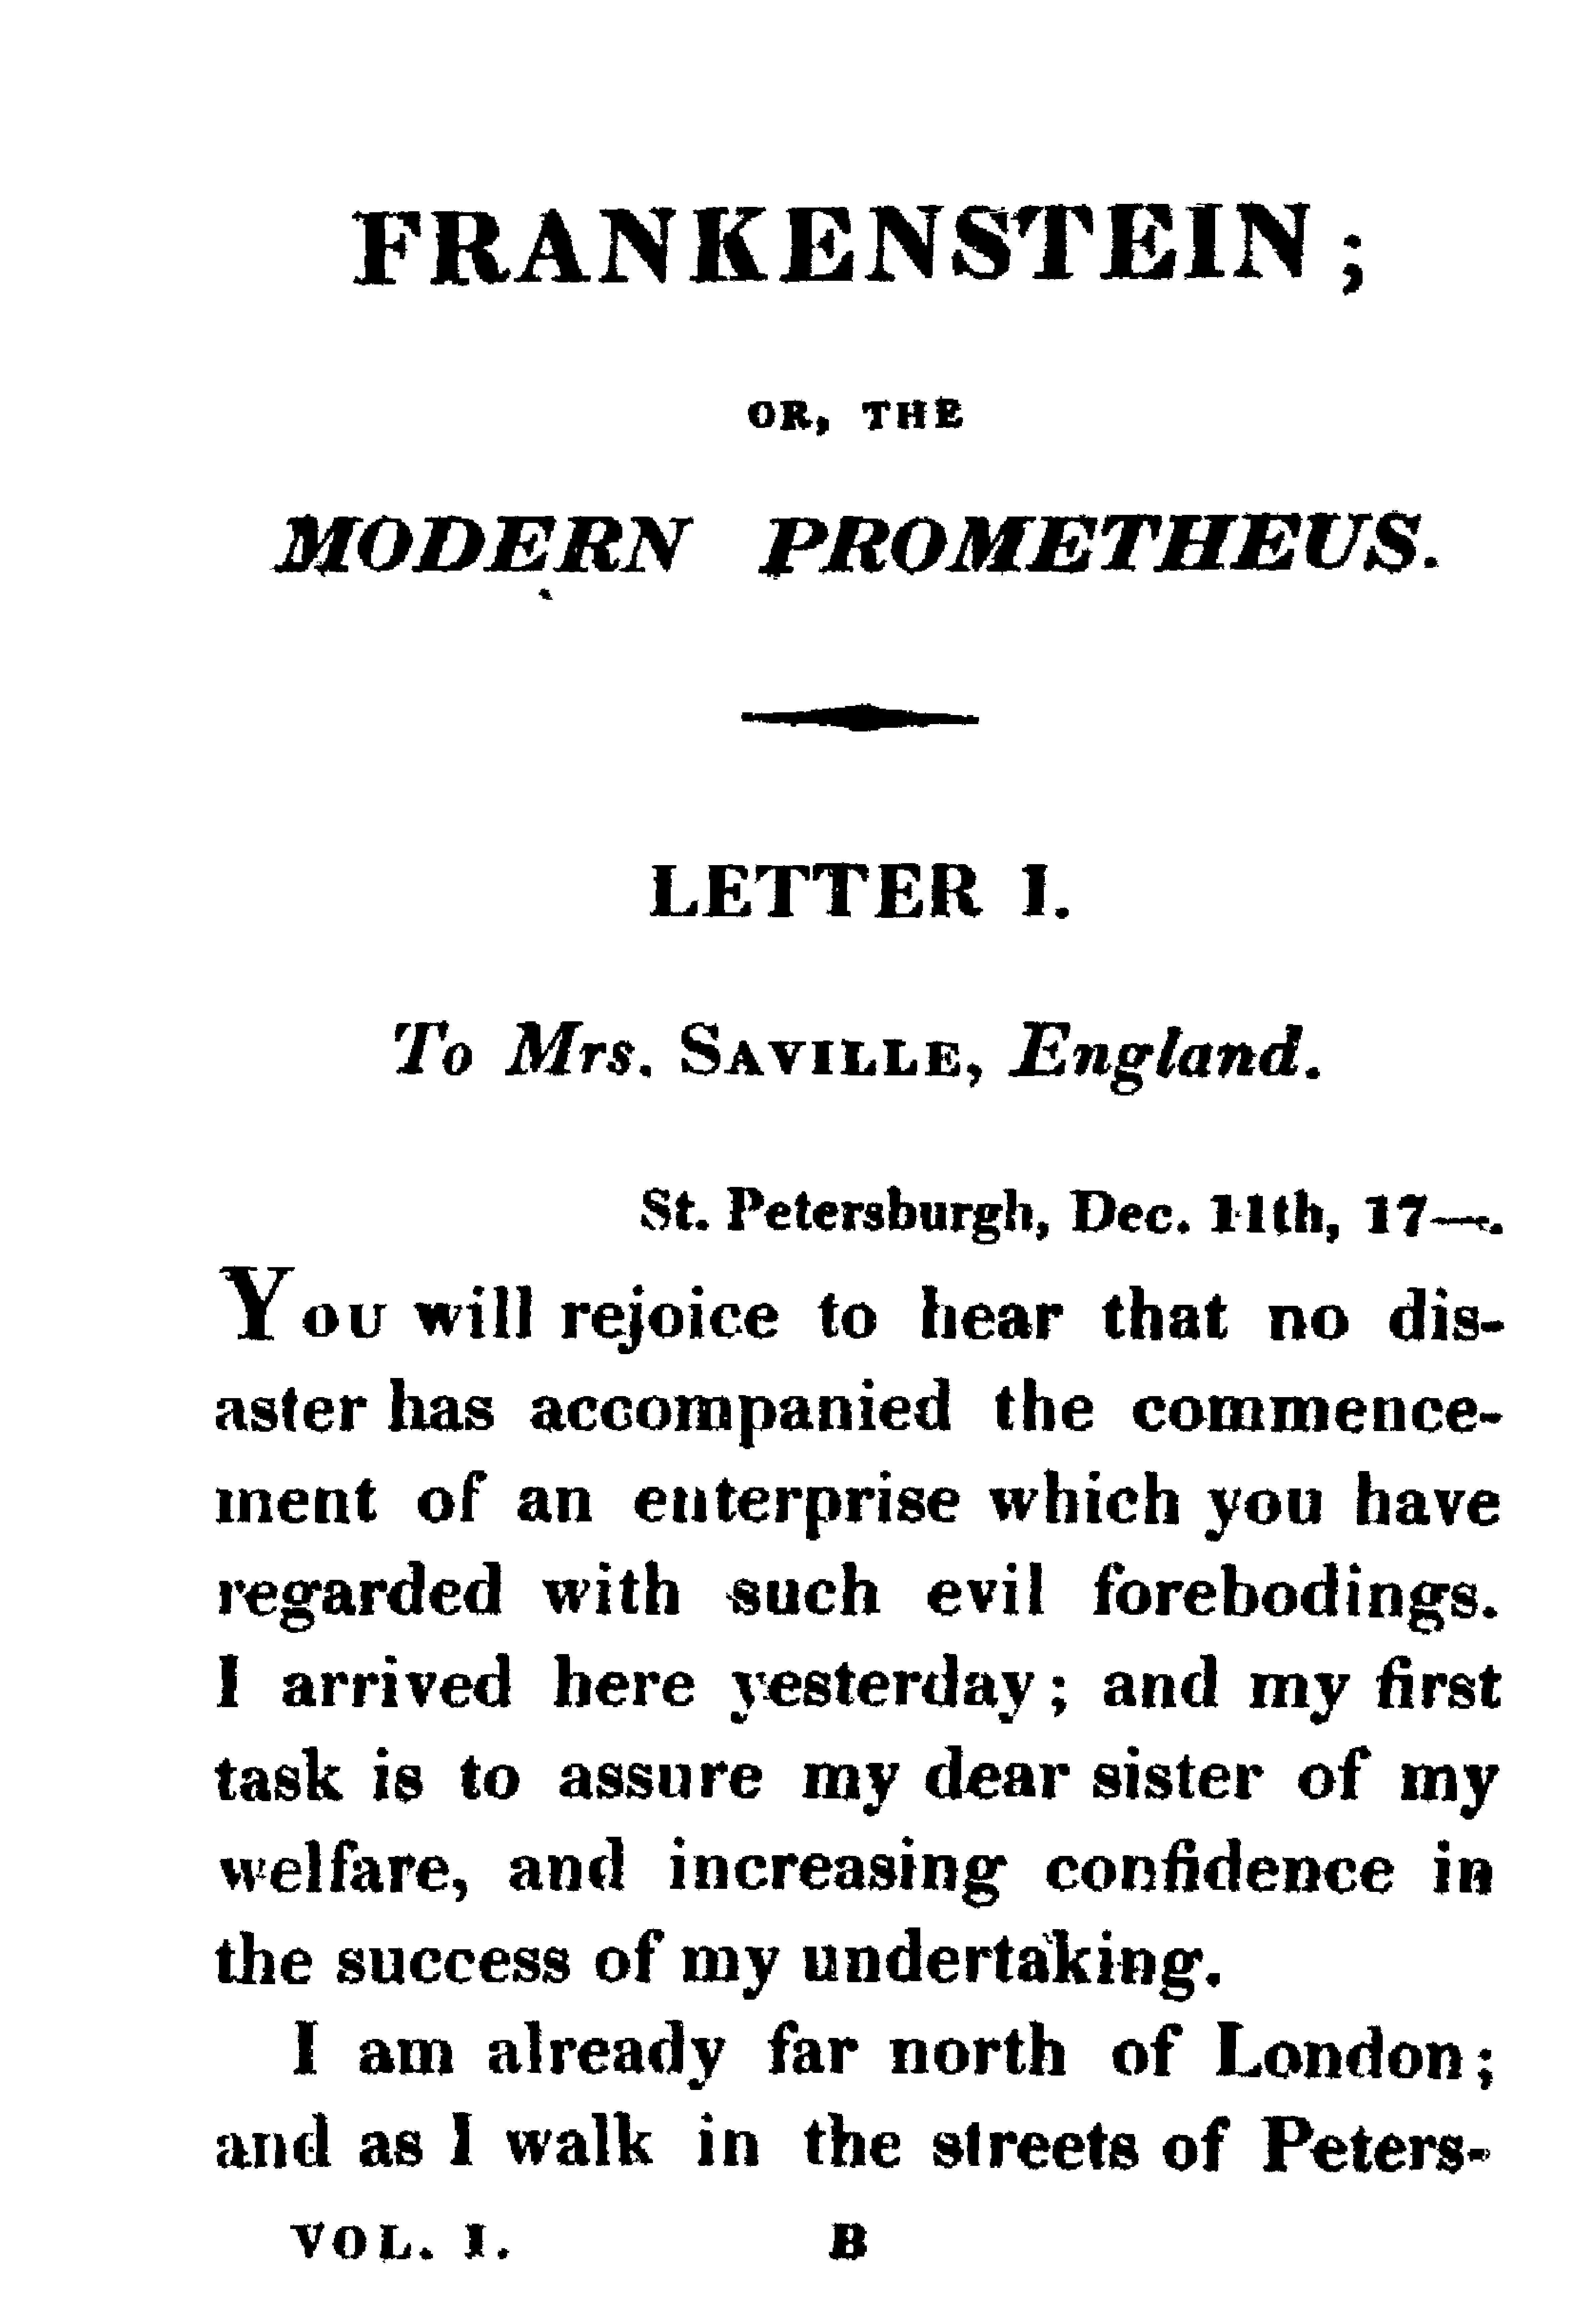 FRANKENSTEIN;
OR, THE
MODERN PROMETHEUS.
LETTER I.
To Mrs. SAVILLE, England.
St. Petersburgh, Dec. 11th, 17—.
You will rejoice to hear that no dis-
aster has accompanied the commence-
ment of an enterprise which you have
regarded with such evil forebodings.
I arrived here yesterday; and my first
task is to assure my dear sister of my
welfare, and increasing confidence in
the success of my undertaking.
I am already far north of London;
and as I walk in the streets of Peters-
VOL. I. B